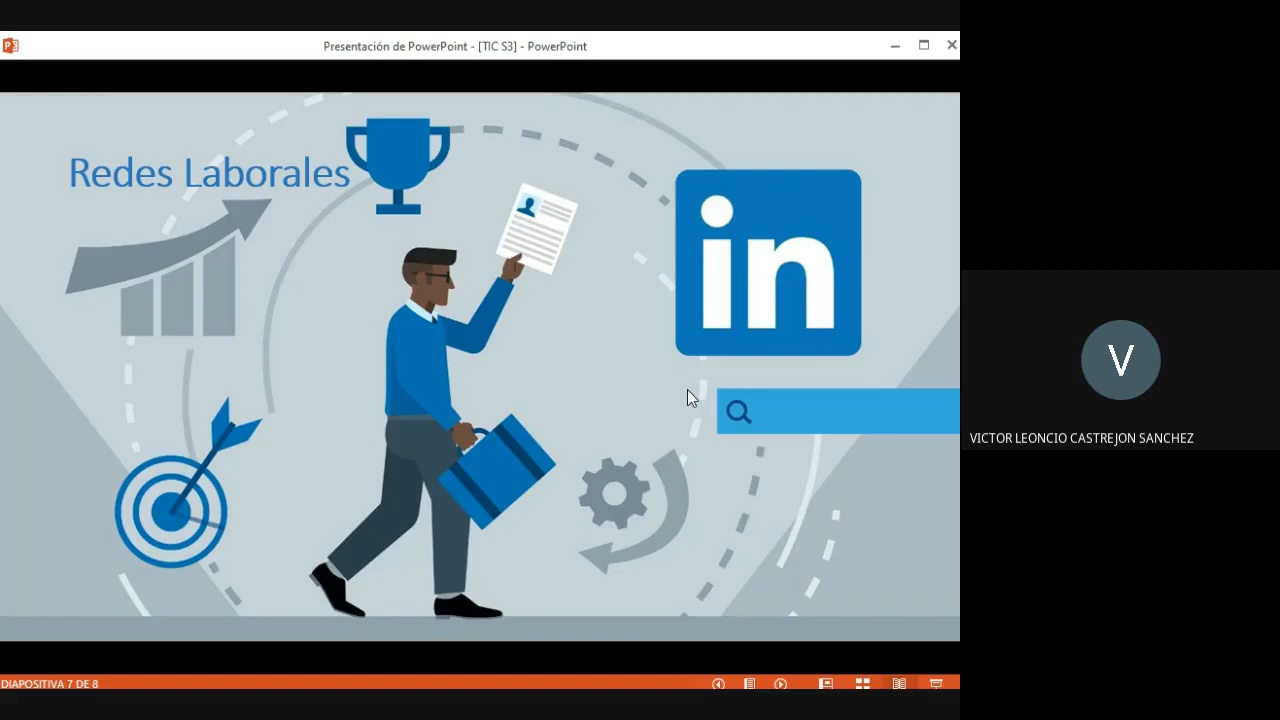 Presentación de PowerPoint - [TIC S3] - PowerPoint
Redes Laborales
in
V
VICTOR LEONCIO CASTREJON SANCHEZ
DIAPOSITIVA 7 DE 8